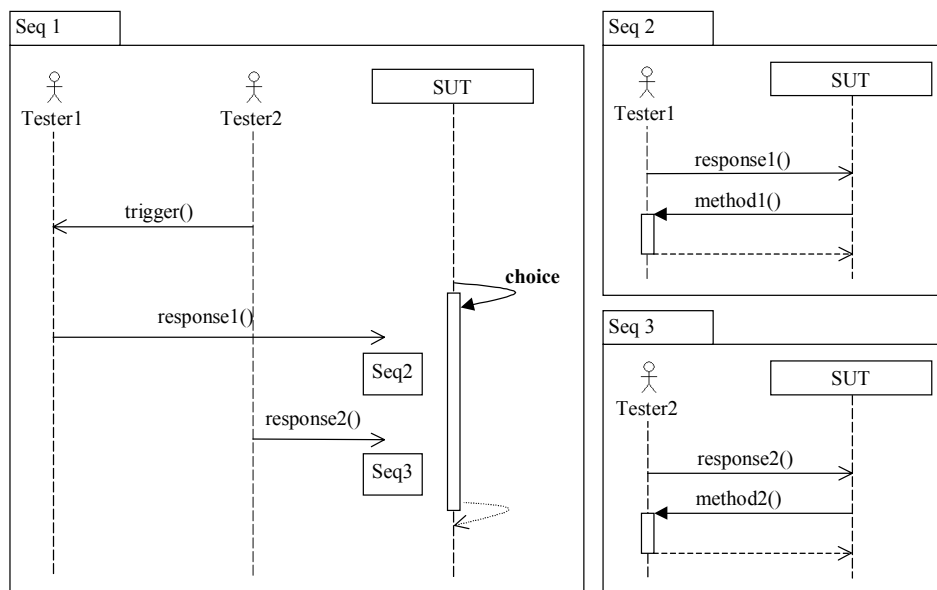 Seq 1
Tester1
Tester2
SUT
trigger()
choice
response1()
Seq2
response2()
Seq3
Seq 2
Tester1
SUT
response1()
method1()
Seq 3
Tester2
SUT
response2()
method2()